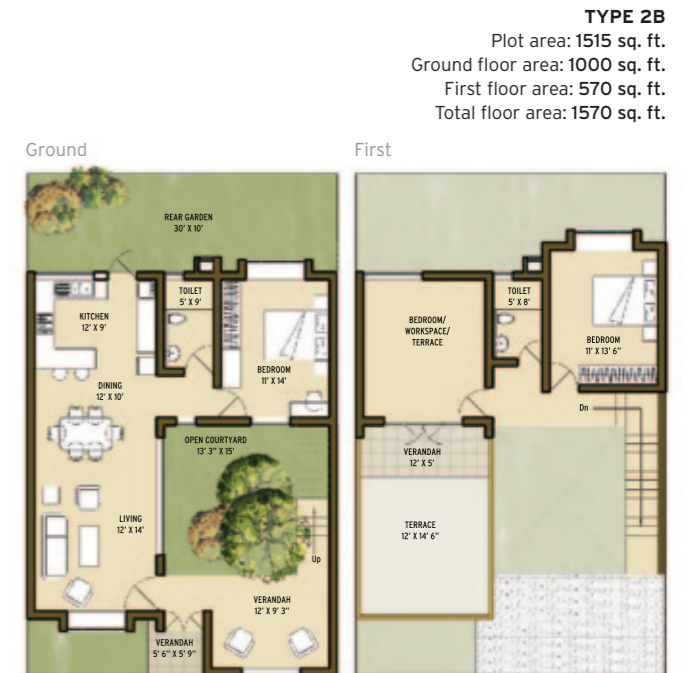 TYPE 2B
Plot area: 1515 sq. ft.
Ground floor area: 1000 sq. ft.
First floor area: 570 sq. ft.
Total floor area: 1570 sq. ft.
Ground
First
REAR GARDEN
30' X 10'
TOILET
5' X 9'
KITCHEN
12' X 9'
BEDROOM
11' X 14'
DINING
12' X 10'
OPEN COURTYARD
13' 3" X 15'
LIVING
12' X 14'
Up
VERANDAH
12' X 9' 3"
VERANDAH
5' 6" X 5' 9"
TOILET
5' X 8'
BEDROOM/
WORKSPACE/
TERRACE
BEDROOM
11' X 13' 6"
Dn
VERANDAH
12' X 5'
TERRACE
12' X 14' 6"